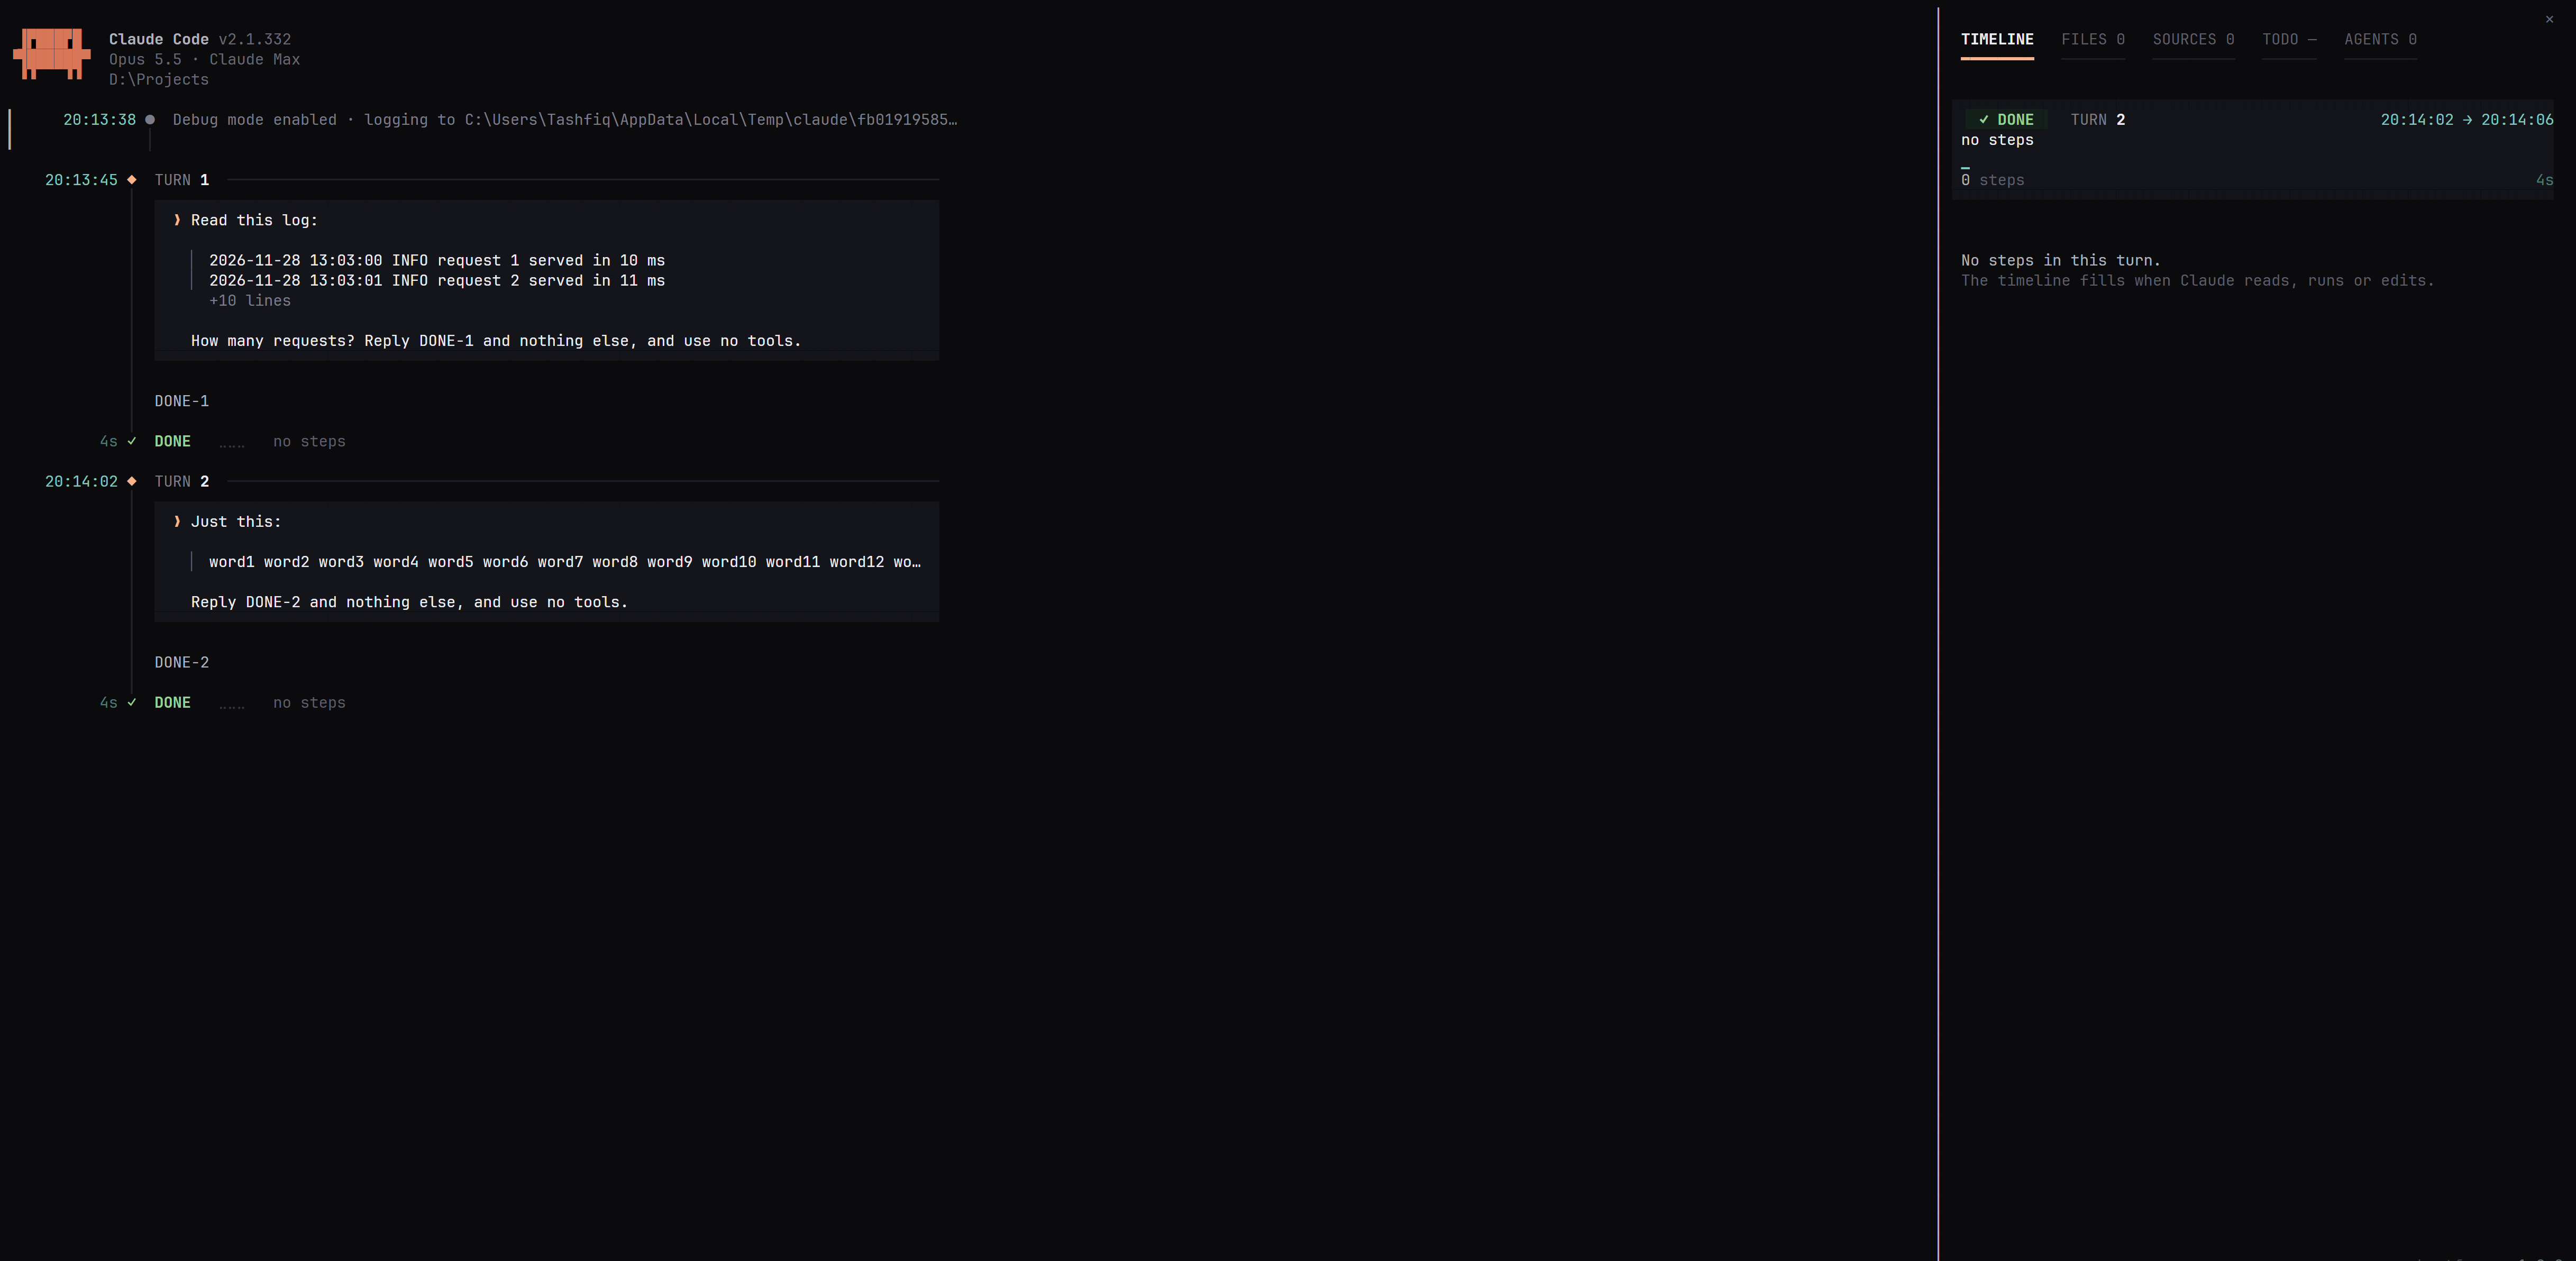 Claude Code v2.1.332
Opus 5.5 · Claude Max
D:\Projects
20:13:38 ● Debug mode enabled · logging to C:\Users\Tashfiq\AppData\Local\Temp\claude\fb01919585…
20:13:45 ◆ TURN 1
❯ Read this log:
2026-11-28 13:03:00 INFO request 1 served in 10 ms
2026-11-28 13:03:01 INFO request 2 served in 11 ms
+10 lines
How many requests? Reply DONE-1 and nothing else, and use no tools.
DONE-1
4s ✓ DONE no steps
20:14:02 ◆ TURN 2
❯ Just this:
word1 word2 word3 word4 word5 word6 word7 word8 word9 word10 word11 word12 wo…
Reply DONE-2 and nothing else, and use no tools.
DONE-2
4s ✓ DONE no steps
×
TIMELINE FILES 0 SOURCES 0 TODO — AGENTS 0
✓ DONE TURN 2 20:14:02 → 20:14:06
no steps
0 steps 4s
No steps in this turn.
The timeline fills when Claude reads, runs or edits.